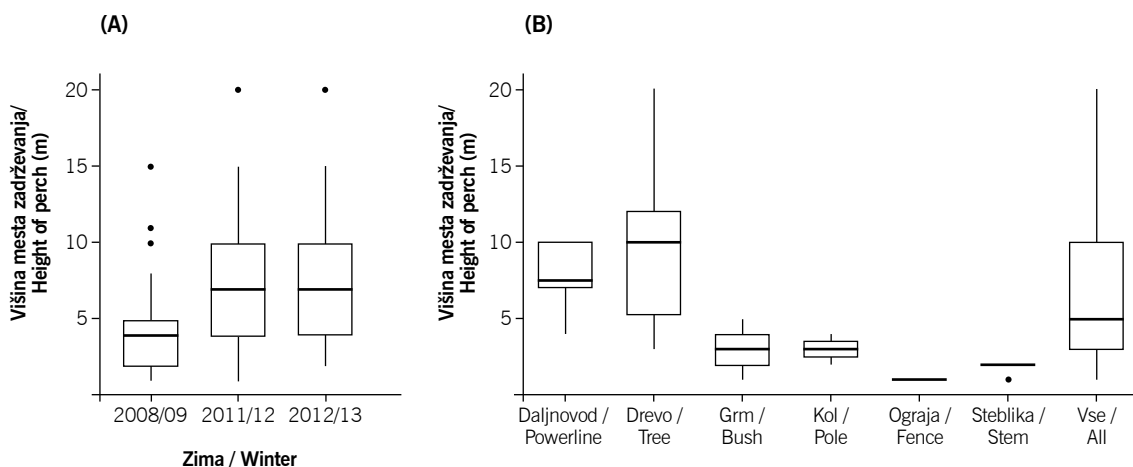 (A)
Višina mesta zadrževanja/
Height of perch (m)
20
15
10
5
2008/09 2011/12 2012/13
Zima / Winter
(B)
Višina mesta zadrževanja/
Height of perch (m)
20
15
10
5
Daljnovod / Drevo / Grm / Kol / Ograja / Steblika / Vse /
Powerline Tree Bush Pole Fence Stem All